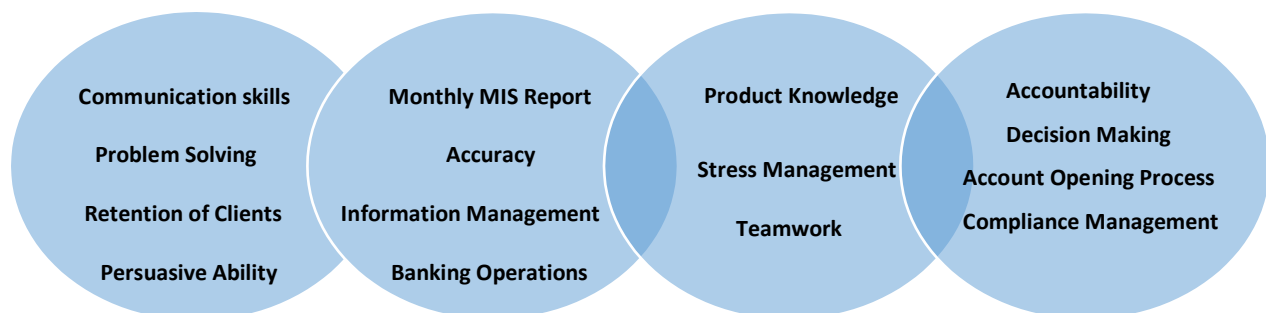 Communication skills
Problem Solving
Retention of Clients
Persuasive Ability
Monthly MIS Report
Accuracy
Information Management
Banking Operations
Product Knowledge
Stress Management
Teamwork
Accountability
Decision Making
Account Opening Process
Compliance Management